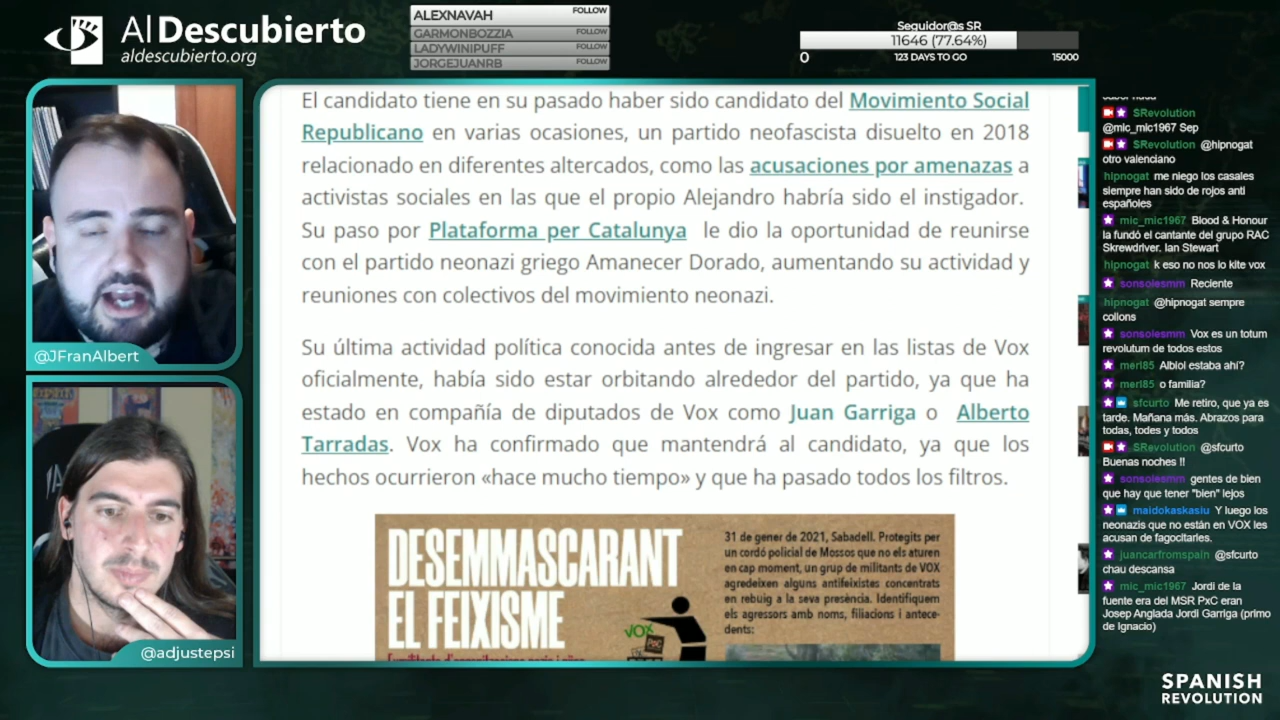 Al Descubierto
aldescubierto.org
ALEXNAVAH FOLLOW
GARMONBOZZIA FOLLOW
LADYWINIPUFF FOLLOW
JORGEJUANRB FOLLOW
Seguidor@s SR
11646 (77.64%)
0 123 DAYS TO GO 15000
@JFranAlbert
@adjustepsi
El candidato tiene en su pasado haber sido candidato del Movimiento Social
Republicano en varias ocasiones, un partido neofascista disuelto en 2018
relacionado en diferentes altercados, como las acusaciones por amenazas a
activistas sociales en las que el propio Alejandro habría sido el instigador.
Su paso por Plataforma per Catalunya le dio la oportunidad de reunirse
con el partido neonazi griego Amanecer Dorado, aumentando su actividad y
reuniones con colectivos del movimiento neonazi.
Su última actividad política conocida antes de ingresar en las listas de Vox
oficialmente, había sido estar orbitando alrededor del partido, ya que ha
estado en compañía de diputados de Vox como Juan Garriga o Alberto
Tarradas. Vox ha confirmado que mantendrá al candidato, ya que los
hechos ocurrieron «hace mucho tiempo» y que ha pasado todos los filtros.
DESEMMASCARANT
EL FEIXISME
VOX
PxC
31 de gener de 2021, Sabadell. Protegits per
un cordó policial de Mossos que no els aturen
en cap moment, un grup de militants de VOX
agredeixen alguns antifeixistes concentrats
en rebuig a la seva presència. Identifiquem
els agressors amb noms, filiacions i antece-
dents:
SRevolution
@mic_mic1967 Sep
SRevolution @hipnogat
otro valenciano
hipnogat me niego los casales
siempre han sido de rojos anti
españoles
mic_mic1967 Blood & Honour
la fundó el cantante del grupo RAC
Skrewdriver. Ian Stewart
hipnogat k eso no nos lo kite vox
sonsolesmm Reciente
hipnogat @hipnogat sempre
collons
sonsolesmm Vox es un totum
revolutum de todos estos
meri85 Albiol estaba ahí?
meri85 o familia?
sfcurto Me retiro, que ya es
tarde. Mañana más. Abrazos para
todas, todes y todos
SRevolution @sfcurto
Buenas noches !!
sonsolesmm gentes de bien
que hay que tener "bien" lejos
maidokaskasiu Y luego los
neonazis que no están en VOX les
acusan de fagocitarles.
juancarfromspain @sfcurto
chau descansa
mic_mic1967 Jordi de la
fuente era del MSR PxC eran
Josep Anglada Jordi Garriga (primo
de Ignacio)
SPANISH
REVOLUTION